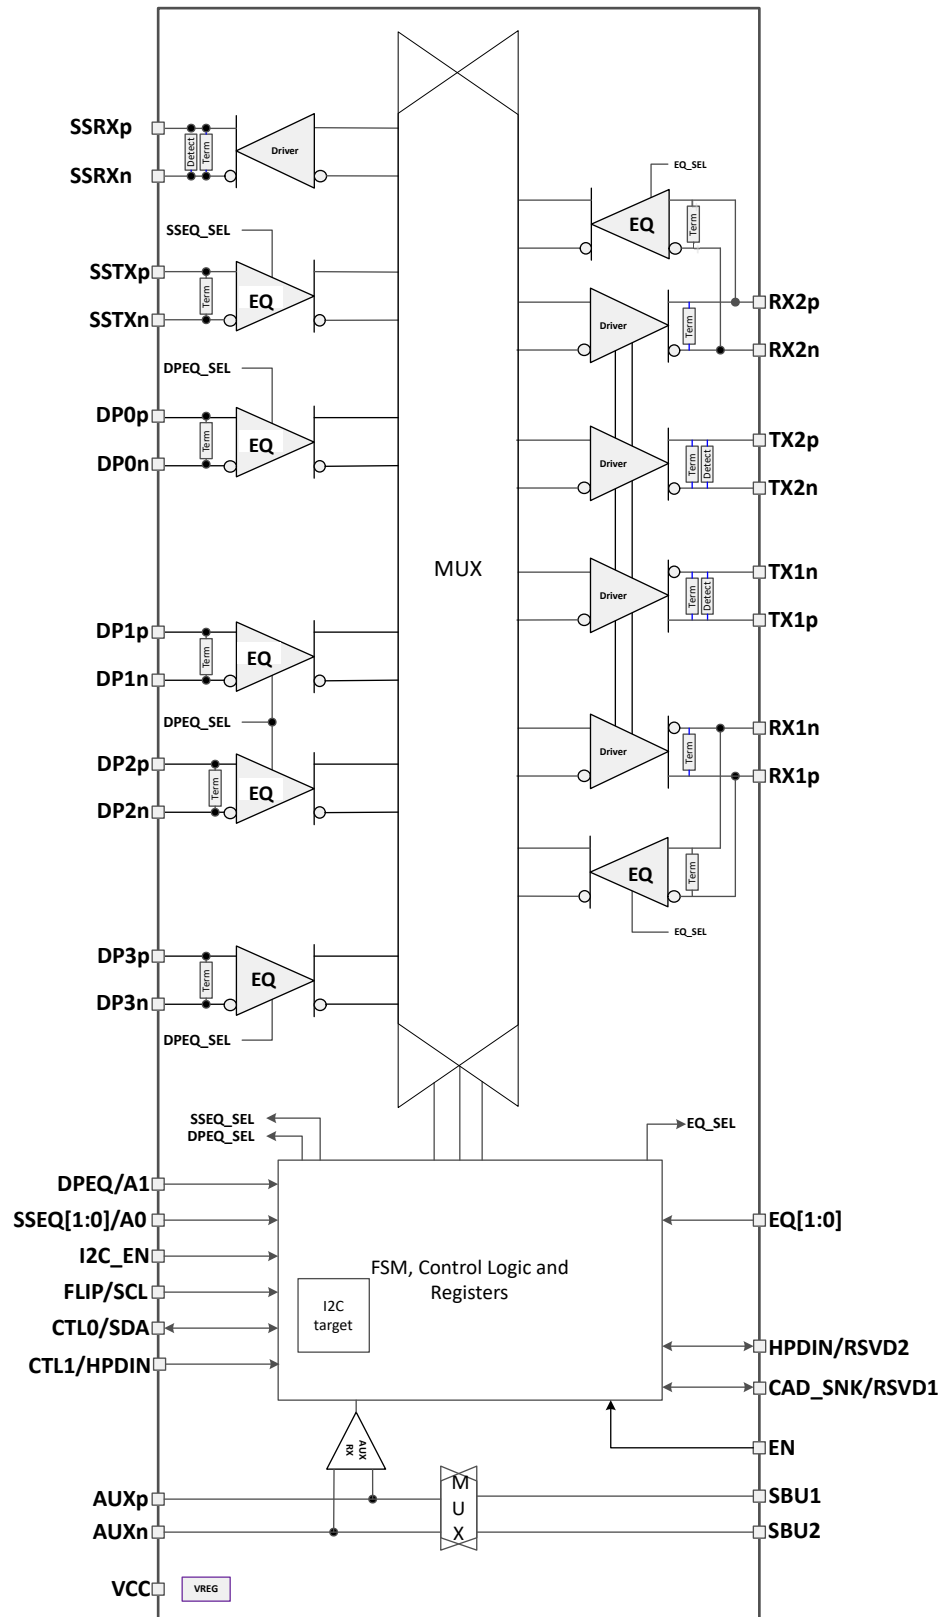 SSRXp
SSRXn
Detect
Term
Driver
EQ_SEL
EQ
Term
SSEQ_SEL
SSTXp
SSTXn
Term
EQ
RX2p
RX2n
Driver
Term
DPEQ_SEL
DP0p
DP0n
Term
EQ
TX2p
TX2n
Driver
Term
Detect
MUX
TX1n
TX1p
Driver
Term
Detect
DP1p
DP1n
Term
EQ
DPEQ_SEL
RX1n
RX1p
Driver
Term
DP2p
DP2n
Term
EQ
EQ
Term
EQ_SEL
DP3p
DP3n
Term
EQ
DPEQ_SEL
SSEQ_SEL
DPEQ_SEL
EQ_SEL
DPEQ/A1
SSEQ[1:0]/A0
EQ[1:0]
I2C_EN
FLIP/SCL
CTL0/SDA
CTL1/HPDIN
FSM, Control Logic and
Registers
I2C
target
HPDIN/RSVD2
CAD_SNK/RSVD1
EN
AUX
RX
AUXp
AUXn
M
U
X
SBU1
SBU2
VCC
VREG